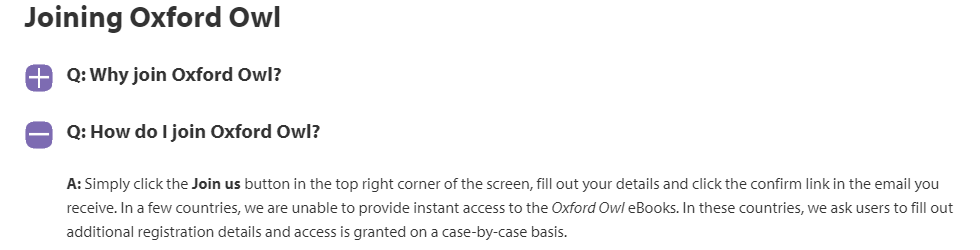 Joining Oxford Owl
Q: Why join Oxford Owl?
Q: How do I join Oxford Owl?
A: Simply click the Join us button in the top right corner of the screen, fill out your details and click the confirm link in the email you
receive. In a few countries, we are unable to provide instant access to the Oxford Owl eBooks. In these countries, we ask users to fill out
additional registration details and access is granted on a case-by-case basis.